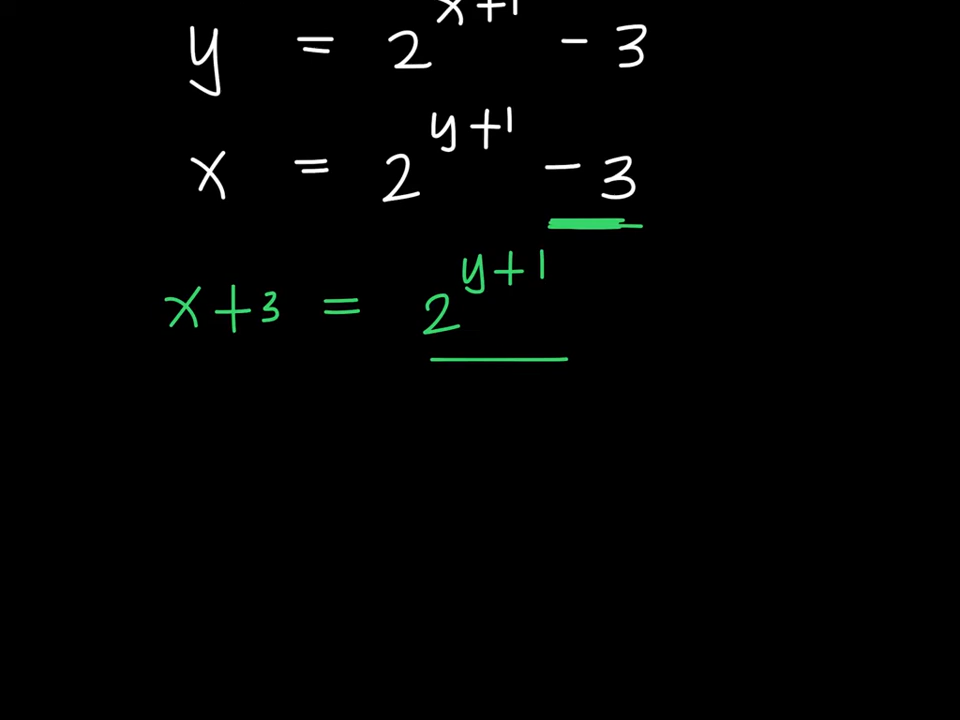 y = 2^{x+1} - 3
x = 2^{y+1} - 3
x+3 = 2^{y+1}